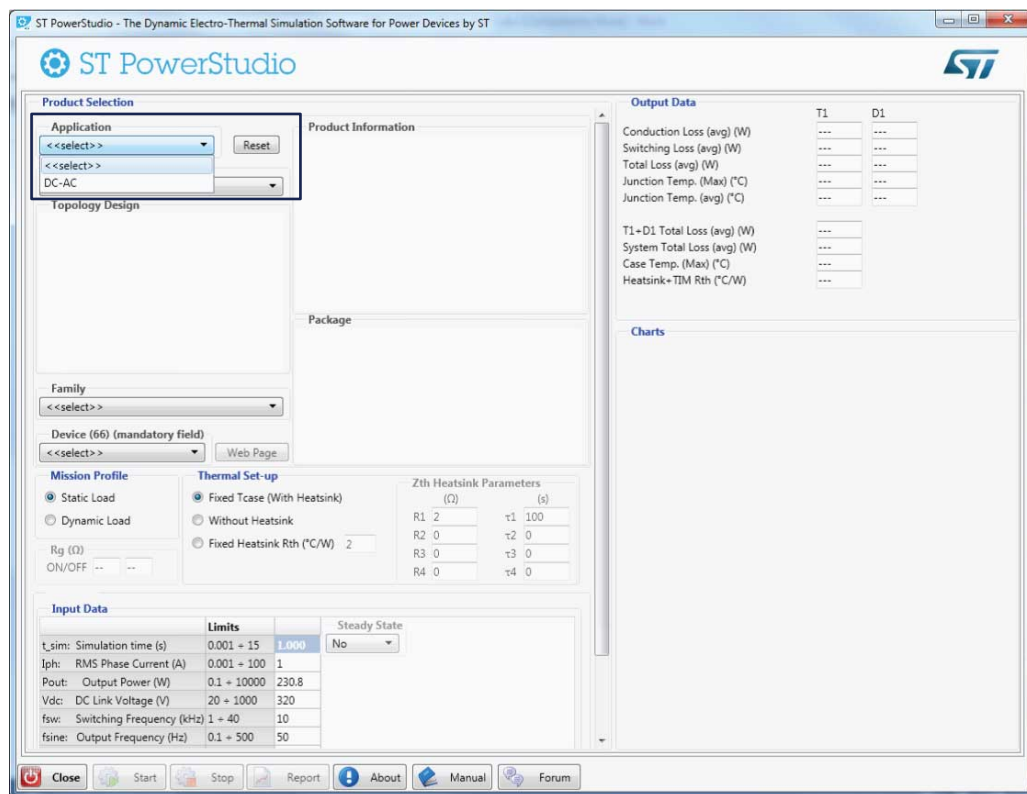 ST PowerStudio - The Dynamic Electro-Thermal Simulation Software for Power Devices by ST
ST PowerStudio
Product Selection
Application
<<select>>
Reset
<<select>>
DC-AC
Topology Design
Product Information
Package
Family
<<select>>
Device (66) (mandatory field)
<<select>>
Web Page
Mission Profile
Static Load
Dynamic Load
Rg (Ω)
ON/OFF -- --
Thermal Set-up
Fixed Tcase (With Heatsink)
Without Heatsink
Fixed Heatsink Rth (°C/W) 2
Zth Heatsink Parameters
(Ω) (s)
R1 2 τ1 100
R2 0 τ2 0
R3 0 τ3 0
R4 0 τ4 0
Input Data
Limits
t_sim: Simulation time (s) 0.001 ÷ 15 1.000
Iph: RMS Phase Current (A) 0.001 ÷ 100 1
Pout: Output Power (W) 0.1 ÷ 10000 230.8
Vdc: DC Link Voltage (V) 20 ÷ 1000 320
fsw: Switching Frequency (kHz) 1 ÷ 40 10
fsine: Output Frequency (Hz) 0.1 ÷ 500 50
Steady State
No
Output Data
T1 D1
Conduction Loss (avg) (W) --- ---
Switching Loss (avg) (W) --- ---
Total Loss (avg) (W) --- ---
Junction Temp. (Max) (°C) --- ---
Junction Temp. (avg) (°C) --- ---
T1+D1 Total Loss (avg) (W) ---
System Total Loss (avg) (W) ---
Case Temp. (Max) (°C) ---
Heatsink+TIM Rth (°C/W) ---
Charts
Close Start Stop Report About Manual Forum